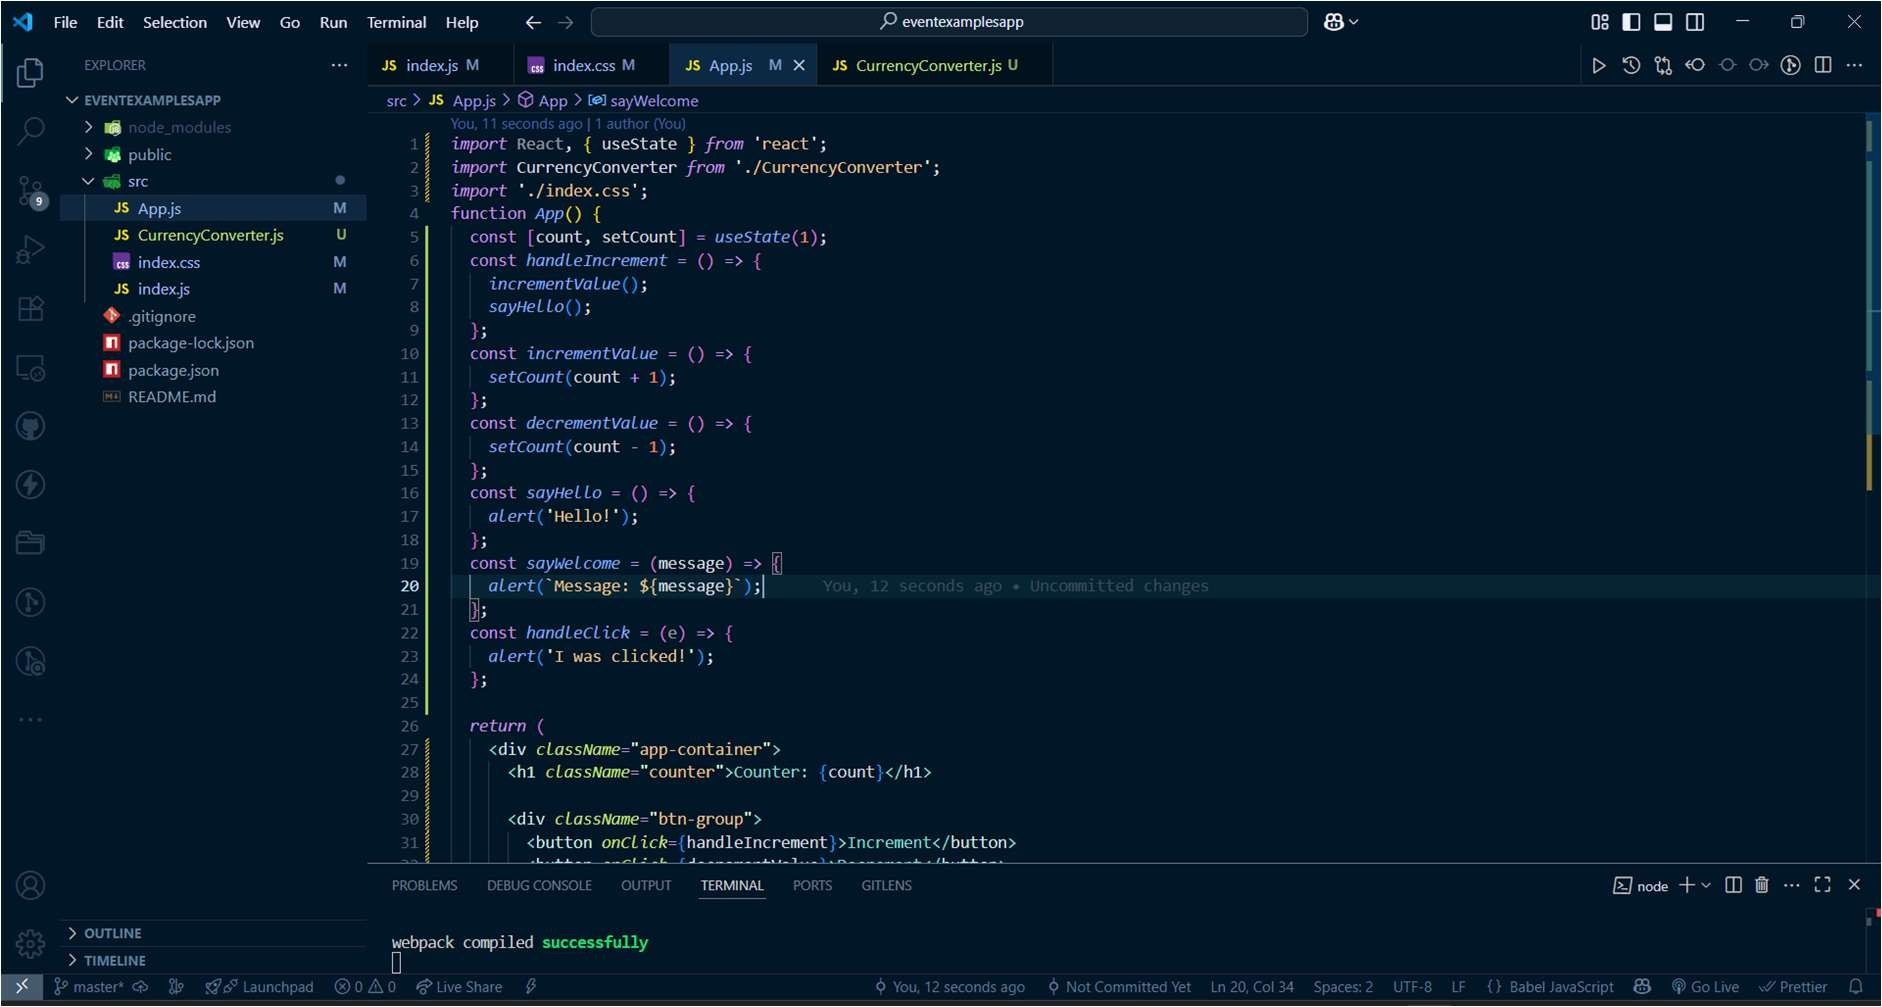 File Edit Selection View Go Run Terminal Help
eventexamplesapp
EXPLORER
EVENTEXAMPLESAPP
node_modules
public
src
App.js M
CurrencyConverter.js U
index.css M
index.js M
.gitignore
package-lock.json
package.json
README.md
OUTLINE
TIMELINE
9
JS index.js M
css index.css M
JS App.js M
JS CurrencyConverter.js U
src > JS App.js > App > sayWelcome
You, 11 seconds ago | 1 author (You)
1 import React, { useState } from 'react';
2 import CurrencyConverter from './CurrencyConverter';
3 import './index.css';
4 function App() {
5 const [count, setCount] = useState(1);
6 const handleIncrement = () => {
7 incrementValue();
8 sayHello();
9 };
10 const incrementValue = () => {
11 setCount(count + 1);
12 };
13 const decrementValue = () => {
14 setCount(count - 1);
15 };
16 const sayHello = () => {
17 alert('Hello!');
18 };
19 const sayWelcome = (message) => {
20 alert(`Message: ${message}`); You, 12 seconds ago • Uncommitted changes
21 };
22 const handleClick = (e) => {
23 alert('I was clicked!');
24 };
25
26 return (
27 <div className="app-container">
28 <h1 className="counter">Counter: {count}</h1>
29
30 <div className="btn-group">
31 <button onClick={handleIncrement}>Increment</button>
32 <button onClick={decrementValue}>Decrement</button>
PROBLEMS DEBUG CONSOLE OUTPUT TERMINAL PORTS GITLENS
node
webpack compiled successfully
master* Launchpad 0 0 Live Share You, 12 seconds ago Not Committed Yet Ln 20, Col 34 Spaces: 2 UTF-8 LF {} Babel JavaScript Go Live Prettier